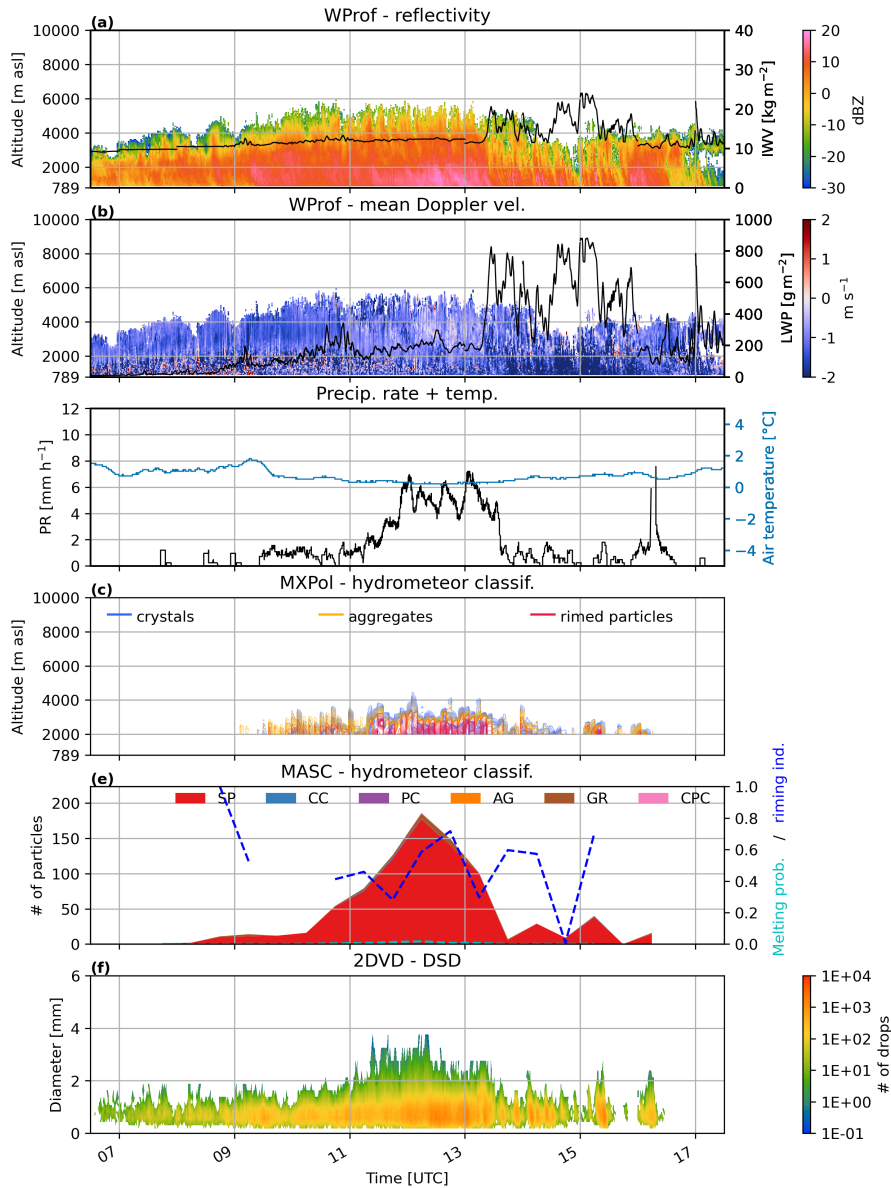 (a) WProf - reflectivity
10000 40 20
8000 30 10
6000 20 0
4000 10 -10
2000 -20
789 0 -30
Altitude [m asl]
IWV [kg m⁻²]
dBZ
(b) WProf - mean Doppler vel.
10000 1000 2
8000 800 1
6000 600 0
4000 400 -1
2000 200
789 0 -2
Altitude [m asl]
LWP [g m⁻²]
m s⁻¹
Precip. rate + temp.
12
10 4
8 2
6 0
4 −2
2 −4
0
PR [mm h⁻¹]
Air temperature [°C]
(c) MXPol - hydrometeor classif.
10000
crystals aggregates rimed particles
8000
6000
4000
2000
789
Altitude [m asl]
(e) MASC - hydrometeor classif.
SP CC PC AG GR CPC
200 1.0
150 0.8
100 0.6
50 0.4
0 0.2
0.0
# of particles
Melting prob. / riming ind.
(f) 2DVD - DSD
6 1E+04
4 1E+03
2 1E+02
0 1E+01
1E+00
1E-01
Diameter [mm]
# of drops
07 09 11 13 15 17
Time [UTC]